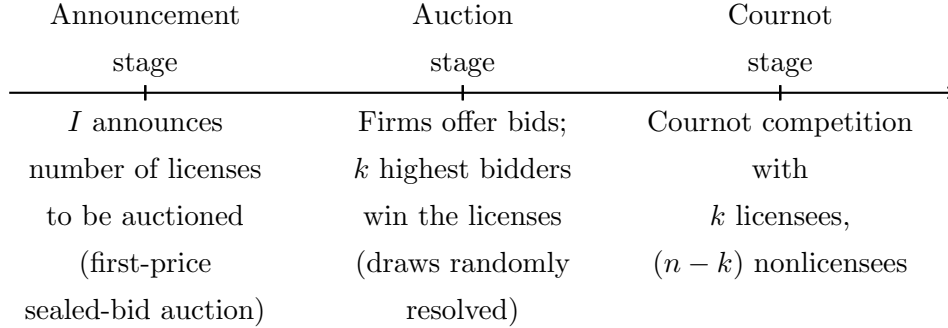 Announcement
stage
Auction
stage
Cournot
stage
I announces
number of licenses
to be auctioned
(first-price
sealed-bid auction)
Firms offer bids;
k highest bidders
win the licenses
(draws randomly
resolved)
Cournot competition
with
k licensees,
(n − k) nonlicensees